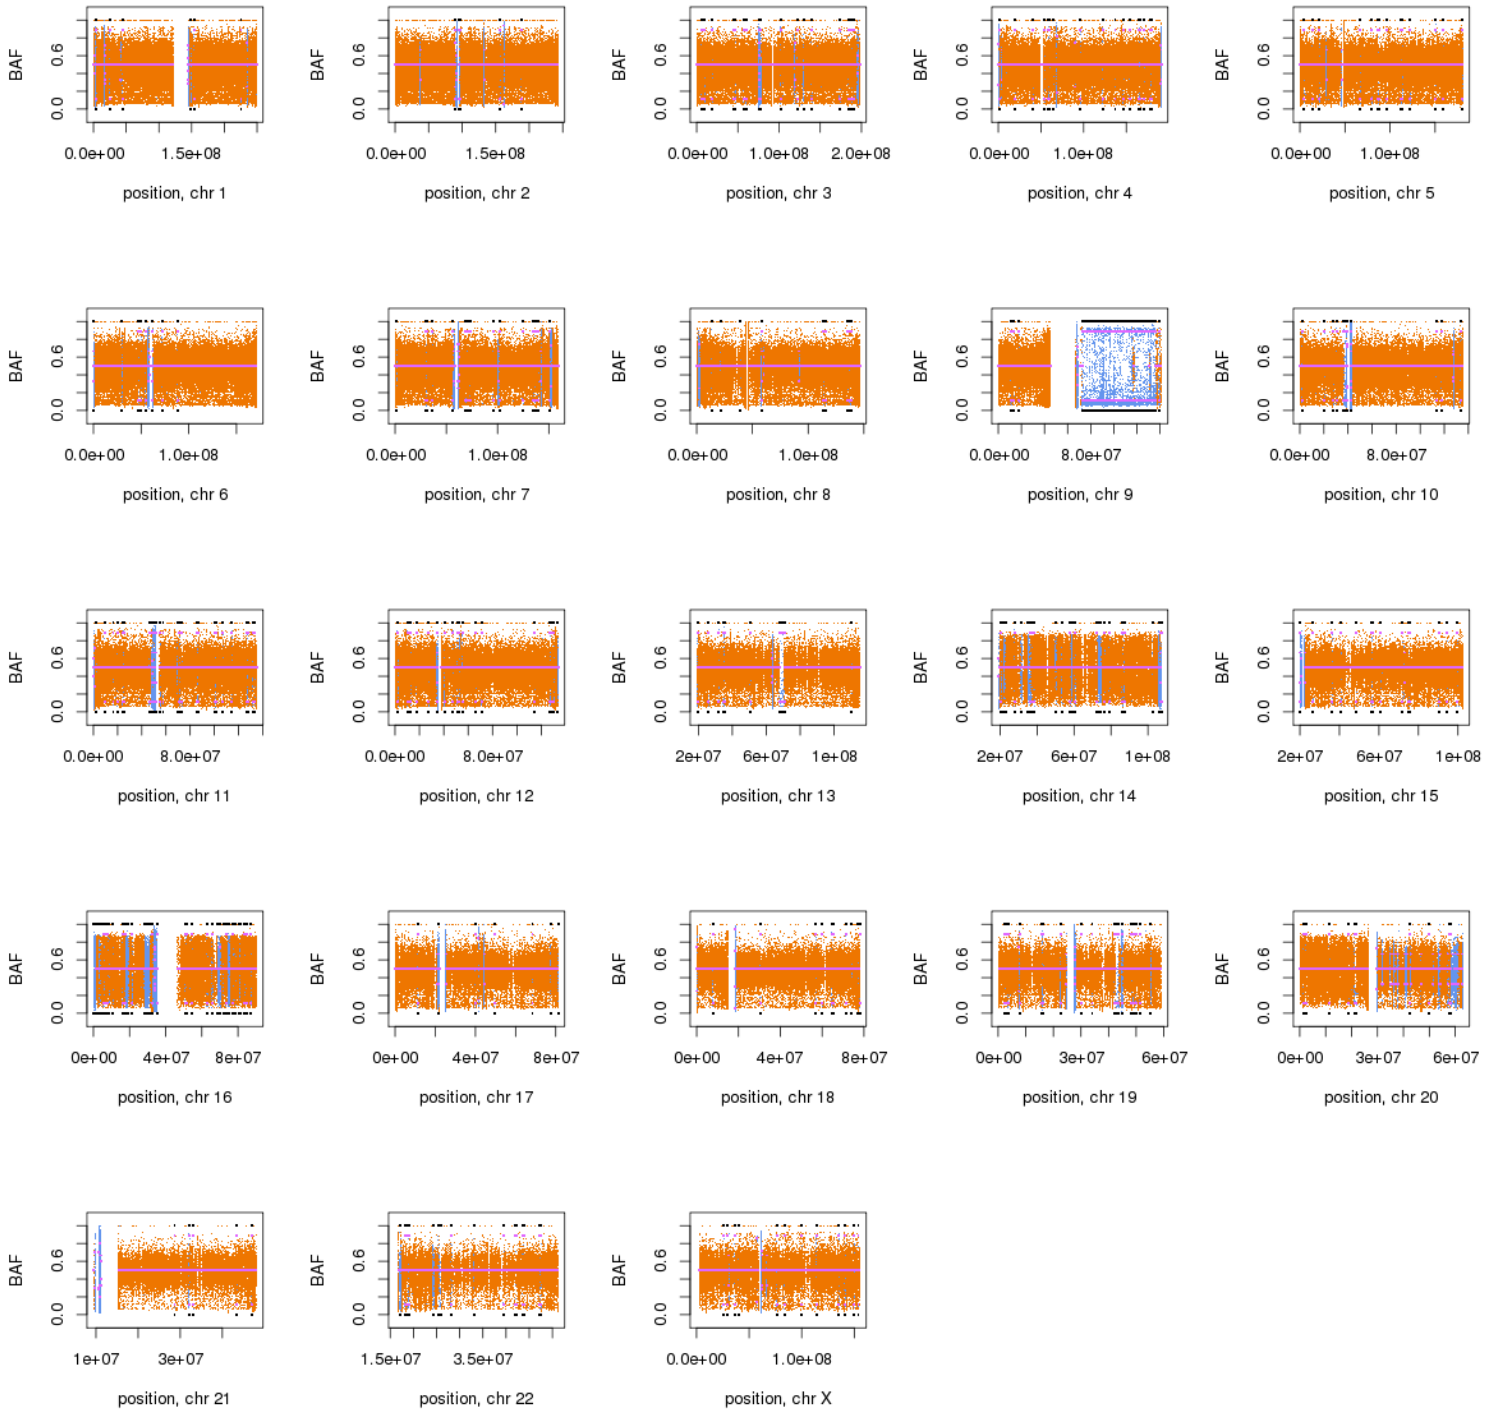 BAF 0.0 0.6 BAF 0.0 0.6 BAF 0.0 0.6 BAF 0.0 0.6 BAF 0.0 0.6
0.0e+00 1.5e+08 0.0e+00 1.5e+08 0.0e+00 1.0e+08 2.0e+08 0.0e+00 1.0e+08 0.0e+00 1.0e+08
position, chr 1 position, chr 2 position, chr 3 position, chr 4 position, chr 5
BAF 0.0 0.6 BAF 0.0 0.6 BAF 0.0 0.6 BAF 0.0 0.6 BAF 0.0 0.6
0.0e+00 1.0e+08 0.0e+00 1.0e+08 0.0e+00 1.0e+08 0.0e+00 8.0e+07 0.0e+00 8.0e+07
position, chr 6 position, chr 7 position, chr 8 position, chr 9 position, chr 10
BAF 0.0 0.6 BAF 0.0 0.6 BAF 0.0 0.6 BAF 0.0 0.6 BAF 0.0 0.6
0.0e+00 8.0e+07 0.0e+00 8.0e+07 2e+07 6e+07 1e+08 2e+07 6e+07 1e+08 2e+07 6e+07 1e+08
position, chr 11 position, chr 12 position, chr 13 position, chr 14 position, chr 15
BAF 0.0 0.6 BAF 0.0 0.6 BAF 0.0 0.6 BAF 0.0 0.6 BAF 0.0 0.6
0e+00 4e+07 8e+07 0e+00 4e+07 8e+07 0e+00 4e+07 8e+07 0e+00 3e+07 6e+07 0e+00 3e+07 6e+07
position, chr 16 position, chr 17 position, chr 18 position, chr 19 position, chr 20
BAF 0.0 0.6 BAF 0.0 0.6 BAF 0.0 0.6
1e+07 3e+07 1.5e+07 3.5e+07 0.0e+00 1.0e+08
position, chr 21 position, chr 22 position, chr X